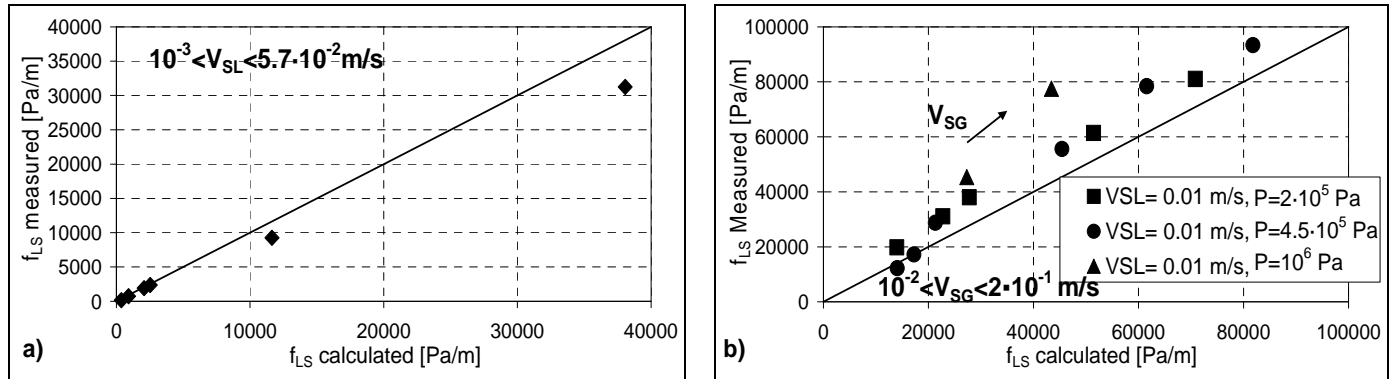 40000
35000
30000
25000
20000
15000
10000
5000
0
f_LS measured [Pa/m]
10⁻³<V_SL<5.7·10⁻²m/s
0 10000 20000 30000 40000
f_LS calculated [Pa/m]
a)
100000
80000
60000
40000
20000
0
f_LS Measured [Pa/m]
V_SG
VSL= 0.01 m/s, P=2·10⁵ Pa
VSL= 0.01 m/s, P=4.5·10⁵ Pa
VSL= 0.01 m/s, P=10⁶ Pa
10⁻²<V_SG<2·10⁻¹ m/s
0 20000 40000 60000 80000 100000
f_LS calculated [Pa/m]
b)